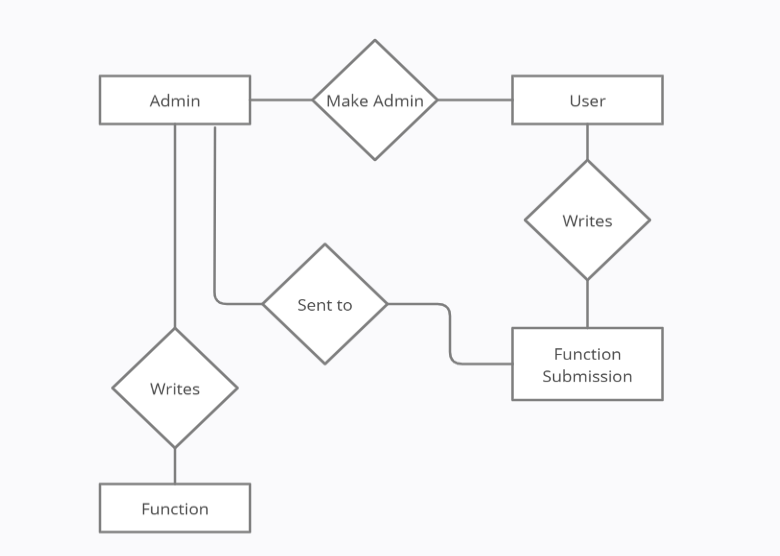 Admin
Make Admin
User
Writes
Sent to
Function
Submission
Writes
Function